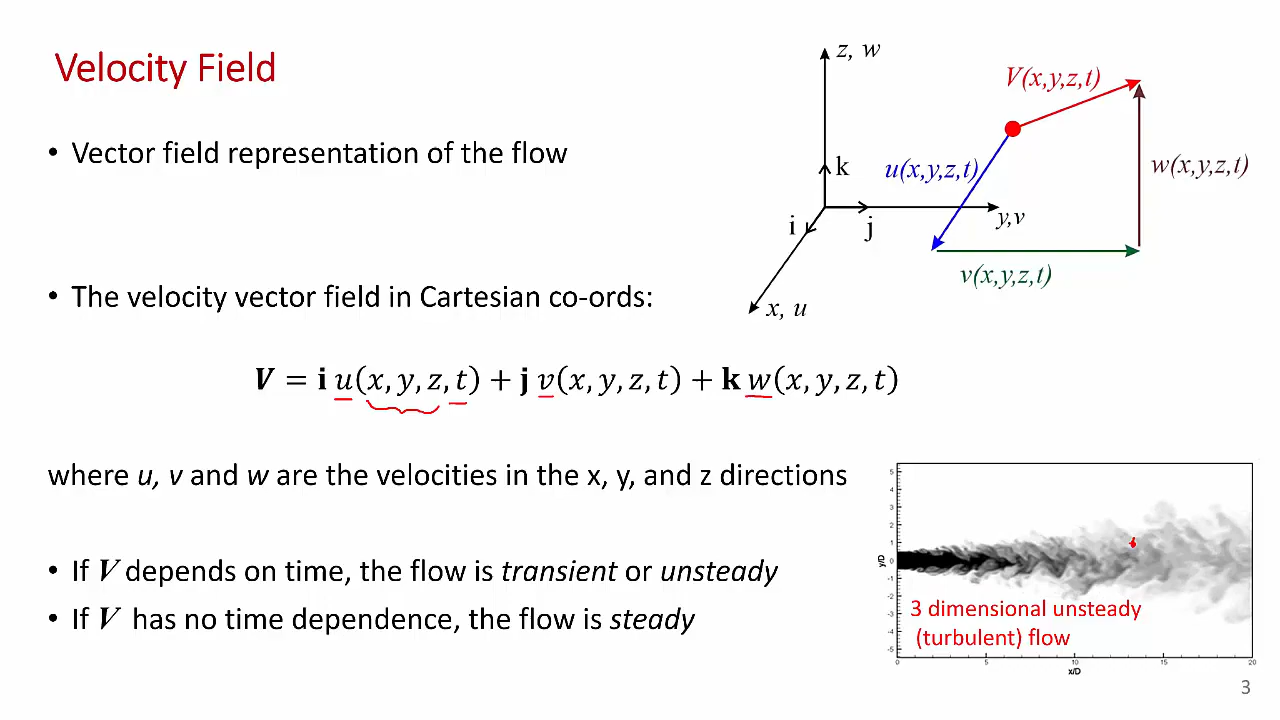 Velocity Field
• Vector field representation of the flow
z, w
V(x,y,z,t)
k
u(x,y,z,t)
w(x,y,z,t)
i
j
y,v
v(x,y,z,t)
x, u
• The velocity vector field in Cartesian co-ords:
V = i u(x, y, z, t) + j v(x, y, z, t) + k w(x, y, z, t)
where u, v and w are the velocities in the x, y, and z directions
• If V depends on time, the flow is transient or unsteady
• If V has no time dependence, the flow is steady
5
4
3
2
1
0
-1
-2
-3
-4
-5
y/D
3 dimensional unsteady
(turbulent) flow
0 5 10 15 20
x/D
3